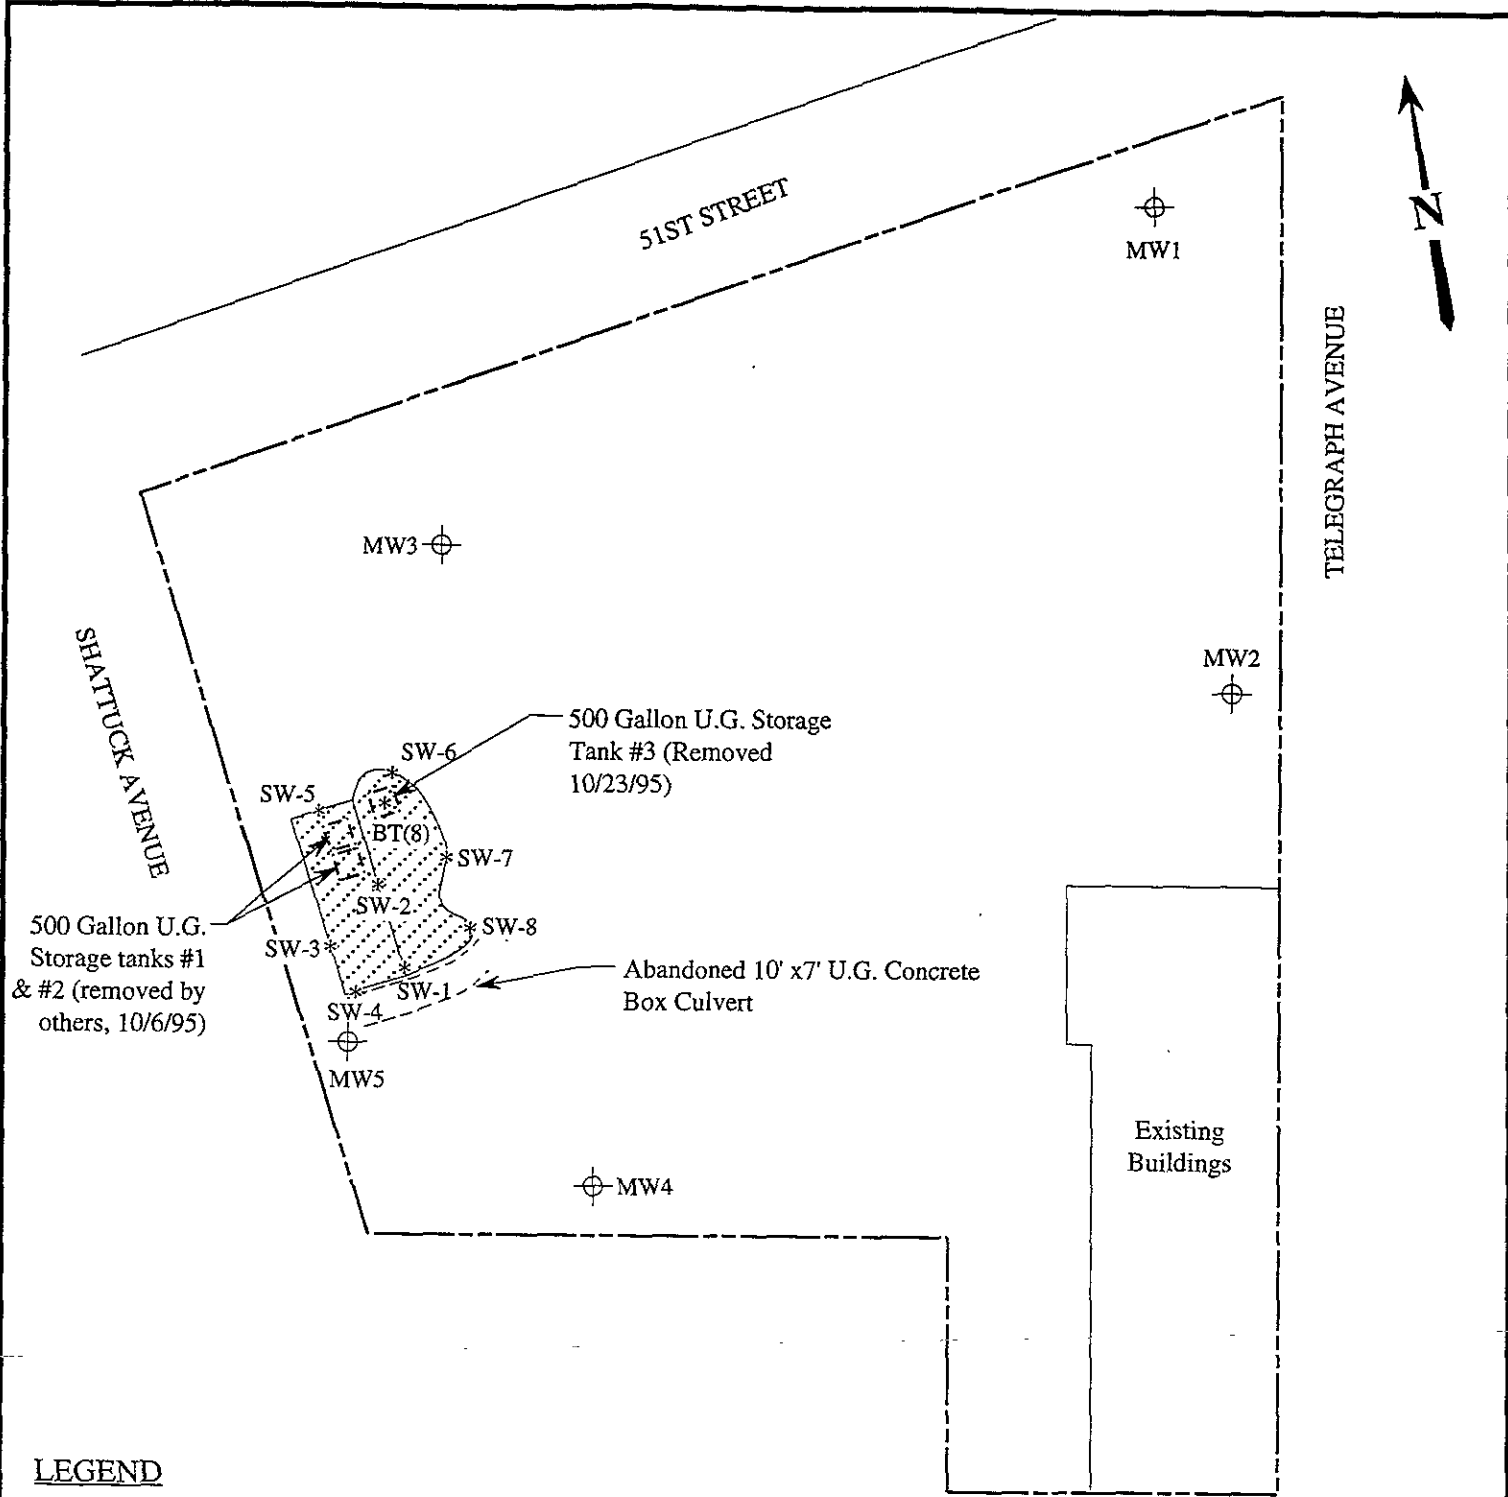 51ST STREET
MW1
N
TELEGRAPH AVENUE
MW3
SHATTUCK AVENUE
MW2
500 Gallon U.G. Storage
Tank #3 (Removed
10/23/95)
SW-6
SW-5
BT(8)
SW-7
SW-2
SW-8
500 Gallon U.G.
Storage tanks #1
& #2 (removed by
others, 10/6/95)
SW-3
Abandoned 10' x7' U.G. Concrete
Box Culvert
SW-1
SW-4
MW5
Existing
Buildings
MW4
LEGEND